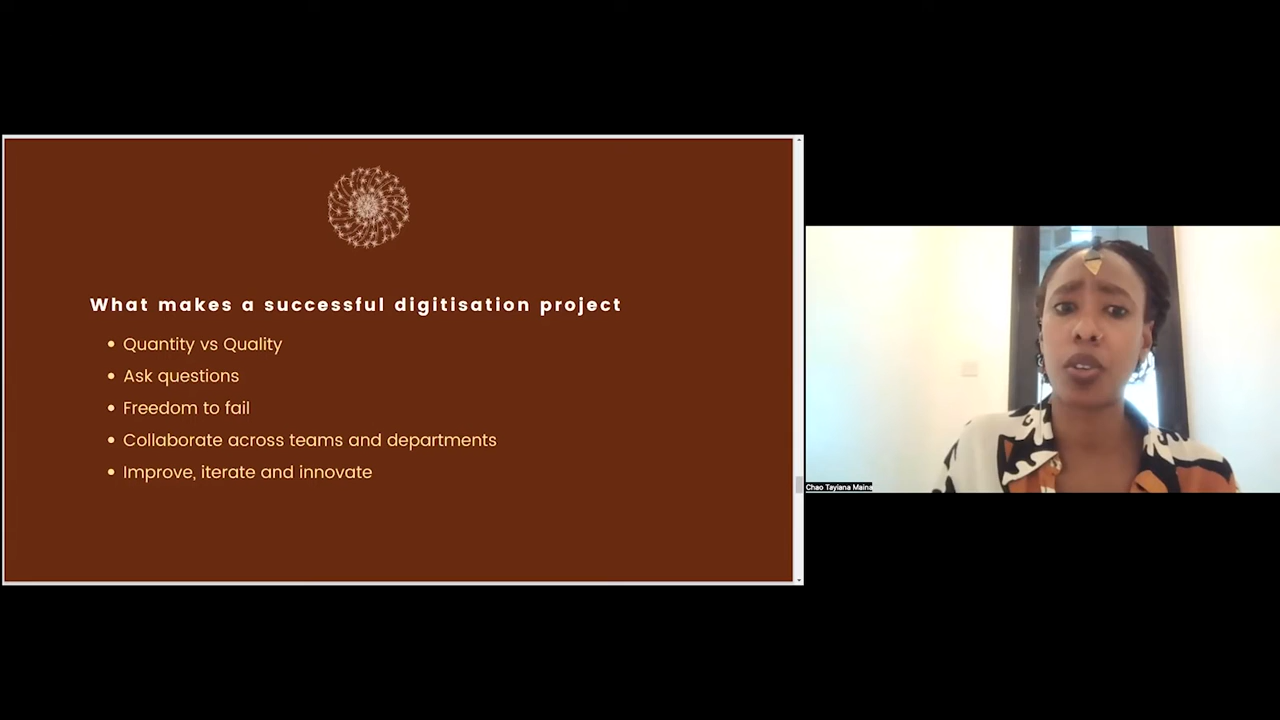 What makes a successful digitisation project
• Quantity vs Quality
• Ask questions
• Freedom to fail
• Collaborate across teams and departments
• Improve, iterate and innovate
Chao Tayiana Maina